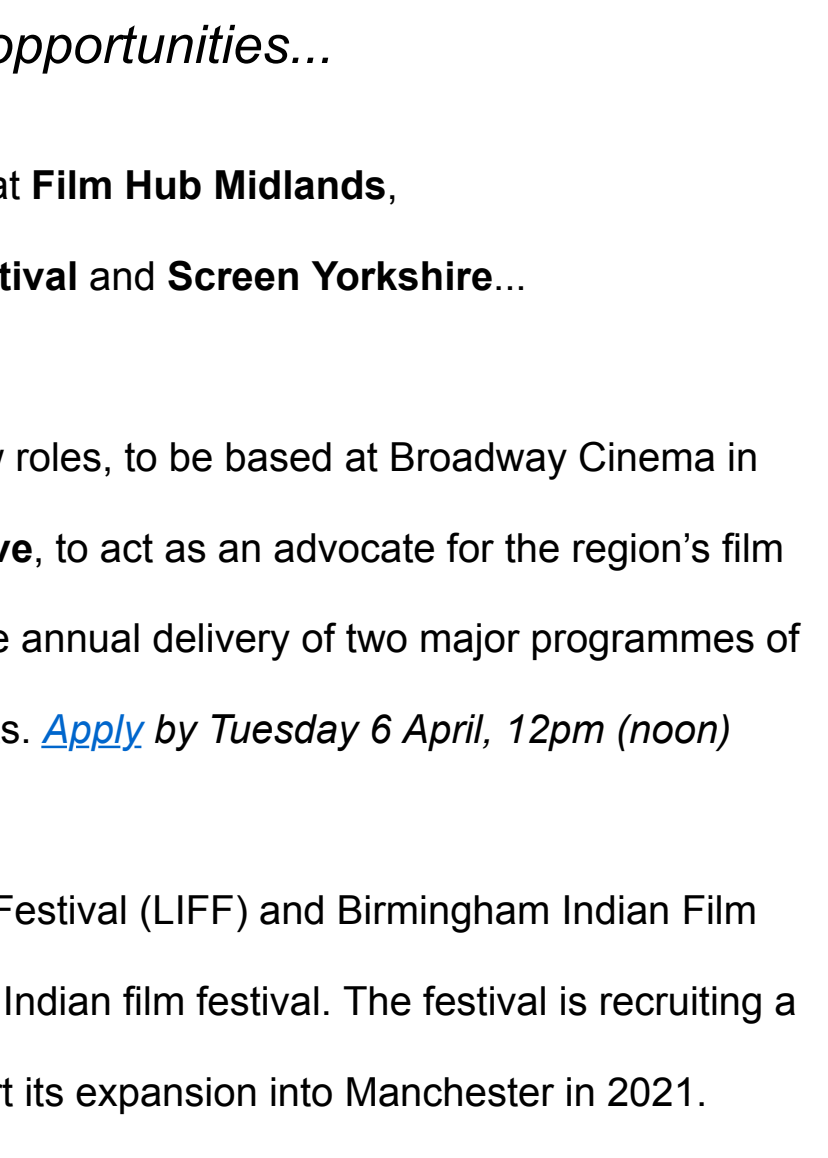 opportunities...
at Film Hub Midlands,
tival and Screen Yorkshire...
roles, to be based at Broadway Cinema in
ve, to act as an advocate for the region’s film
e annual delivery of two major programmes of
s. Apply by Tuesday 6 April, 12pm (noon)
Festival (LIFF) and Birmingham Indian Film
Indian film festival. The festival is recruiting a
rt its expansion into Manchester in 2021.